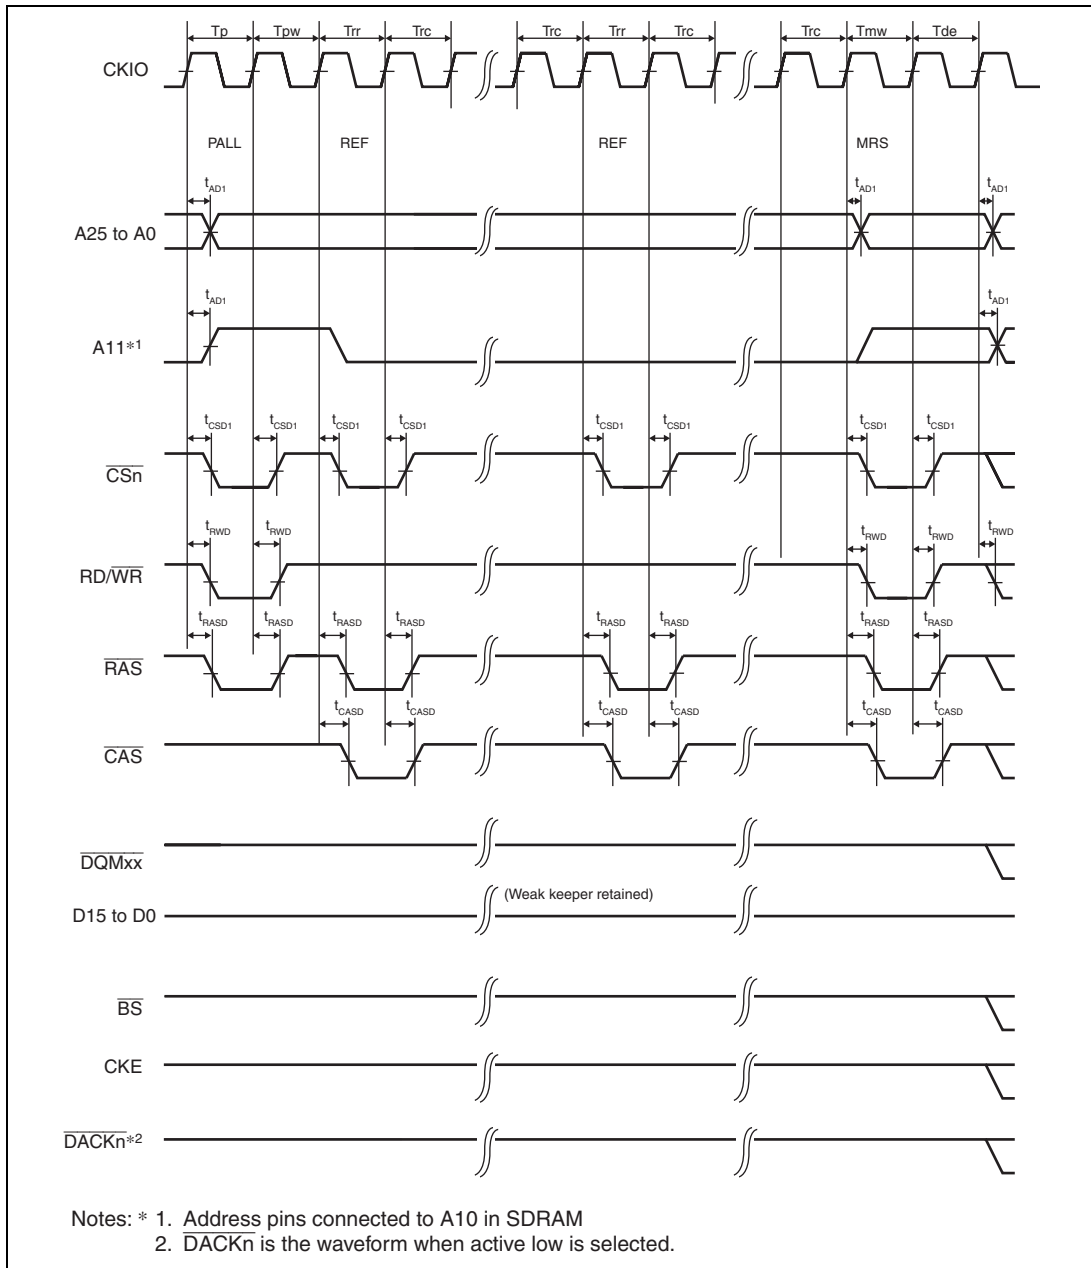 Tp Tpw Trr Trc Trc Trr Trc Trc Tmw Tde
CKIO
PALL REF REF MRS
tAD1 tAD1 tAD1
A25 to A0
tAD1 tAD1
A11*1
tCSD1 tCSD1 tCSD1 tCSD1 tCSD1 tCSD1 tCSD1 tCSD1
CSn
tRWD tRWD tRWD tRWD tRWD
RD/WR
tRASD tRASD tRASD tRASD tRASD tRASD tRASD tRASD
RAS
tCASD tCASD tCASD tCASD tCASD tCASD
CAS
DQMxx
(Weak keeper retained)
D15 to D0
BS
CKE
DACKn*2
Notes: * 1. Address pins connected to A10 in SDRAM
2. DACKn is the waveform when active low is selected.